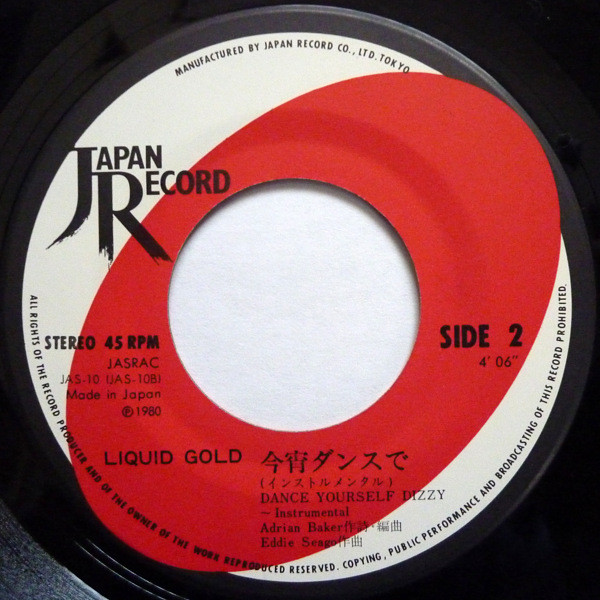 MANUFACTURED BY JAPAN RECORD CO., LTD. TOKYO
JAPAN
RECORD
STEREO 45 RPM
JASRAC
JAS-10 (JAS-10B)
Made in Japan
Ⓟ1980
SIDE 2
4' 06"
LIQUID GOLD 今宵ダンスで
(インストルメンタル)
DANCE YOURSELF DIZZY
~Instrumental
Adrian Baker作詩・編曲
Eddie Seago作曲
ALL RIGHTS OF THE RECORD PRODUCER AND OF THE OWNER OF THE WORK REPRODUCED RESERVED. COPYING, PUBLIC PERFORMANCE AND BROADCASTING OF THIS RECORD PROHIBITED.